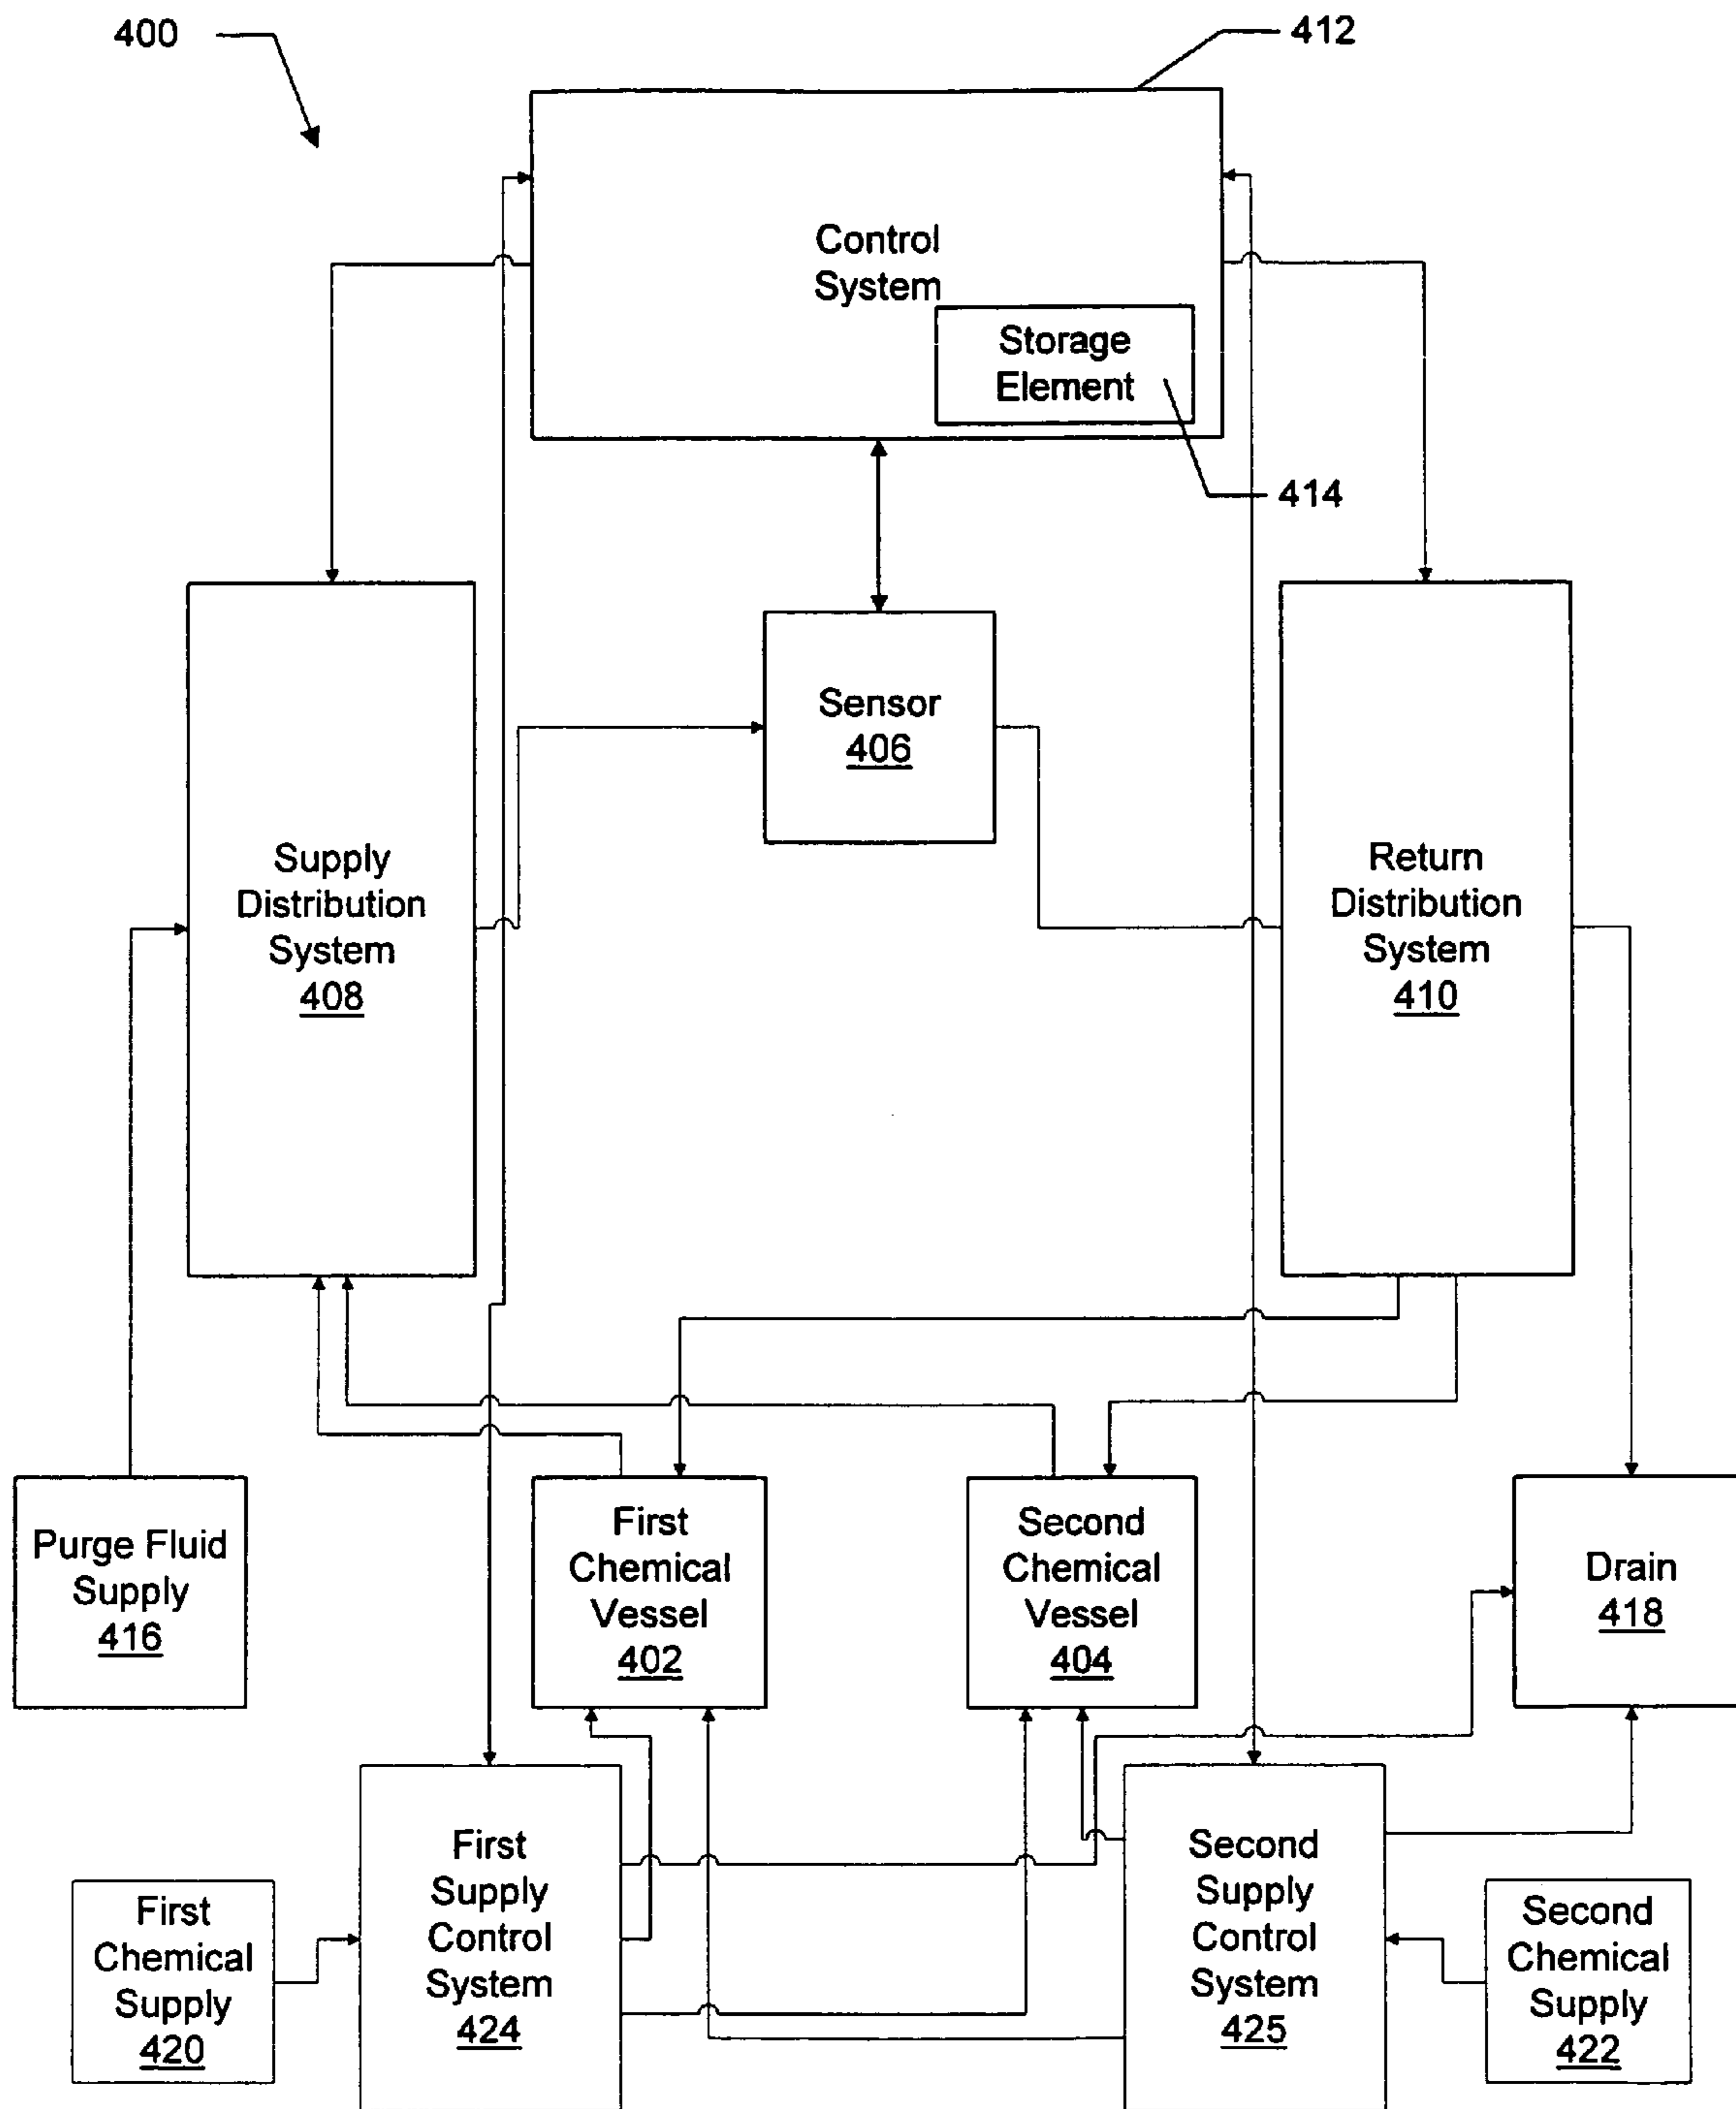 400
412
Control
System
Storage
Element
414
Sensor
406
Supply
Distribution
System
408
Return
Distribution
System
410
Purge Fluid
Supply
416
First
Chemical
Vessel
402
Second
Chemical
Vessel
404
Drain
418
First
Chemical
Supply
420
First
Supply
Control
System
424
Second
Supply
Control
System
425
Second
Chemical
Supply
422